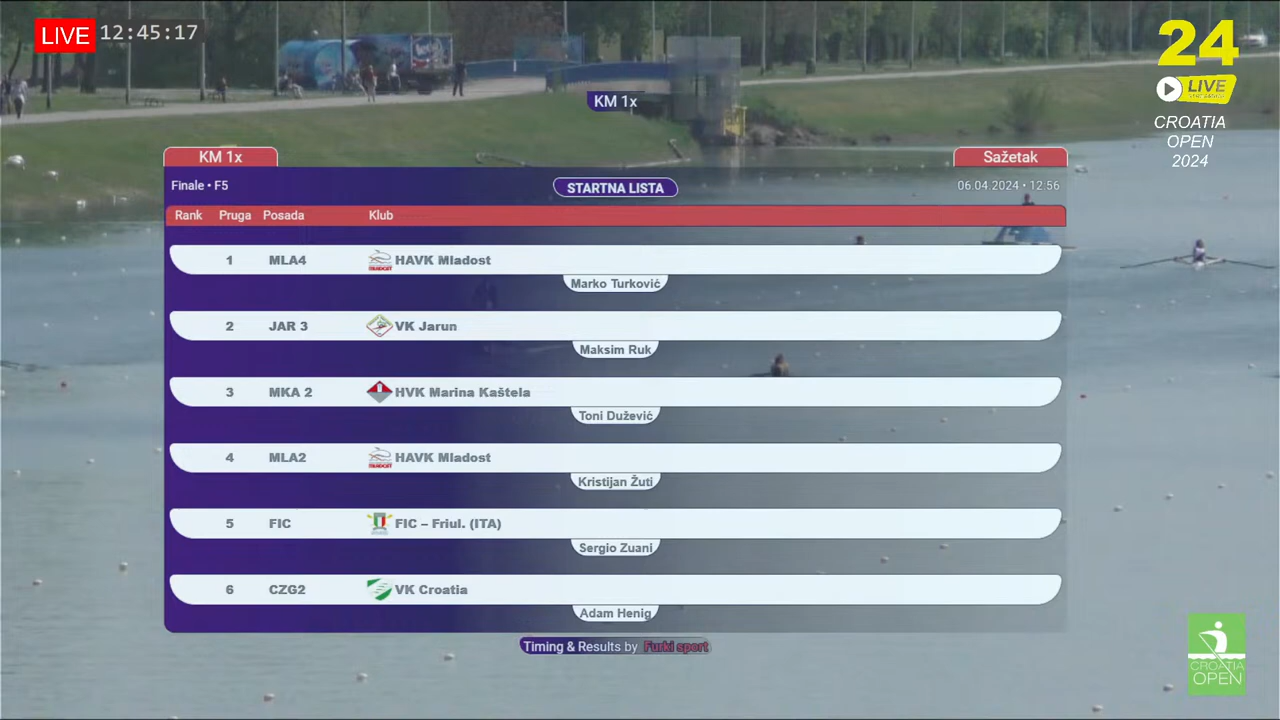 LIVE 12:45:17
24
LIVE
CROATIA
OPEN
2024
KM 1x
KM 1x
Sažetak
Finale • F5
STARTNA LISTA
06.04 2024 • 12:56
Rank Pruga Posada Klub
1 MLA4 HAVK Mladost
Marko Turković
2 JAR 3 VK Jarun
Maksim Ruk
3 MKA 2 HVK Marina Kaštela
Toni Dužević
4 MLA2 HAVK Mladost
Kristijan Žuti
5 FIC FIC – Friul. (ITA)
Sergio Zuani
6 CZG2 VK Croatia
Adam Henig
Timing & Results by Furki sport
CROATIA
OPEN